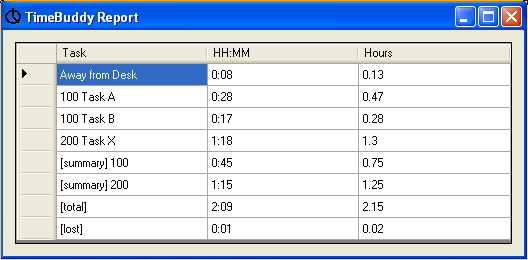 TimeBuddy Report
Task HH:MM Hours
Away from Desk 0:08 0.13
100 Task A 0:28 0.47
100 Task B 0:17 0.28
200 Task X 1:18 1.3
[summary] 100 0:45 0.75
[summary] 200 1:15 1.25
[total] 2:09 2.15
[lost] 0:01 0.02